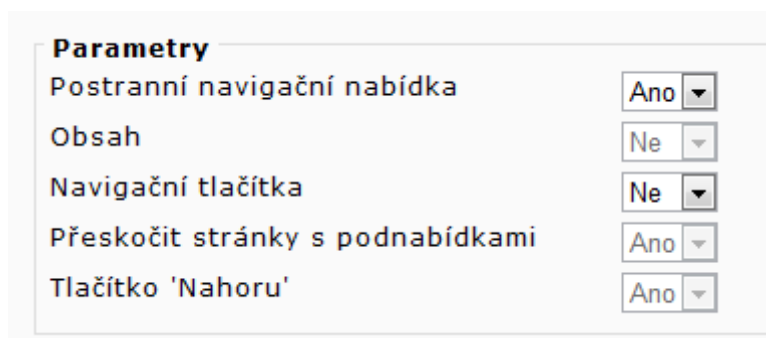 Parametry
Postranní navigační nabídka Ano
Obsah Ne
Navigační tlačítka Ne
Přeskočit stránky s podnabídkami Ano
Tlačítko 'Nahoru' Ano